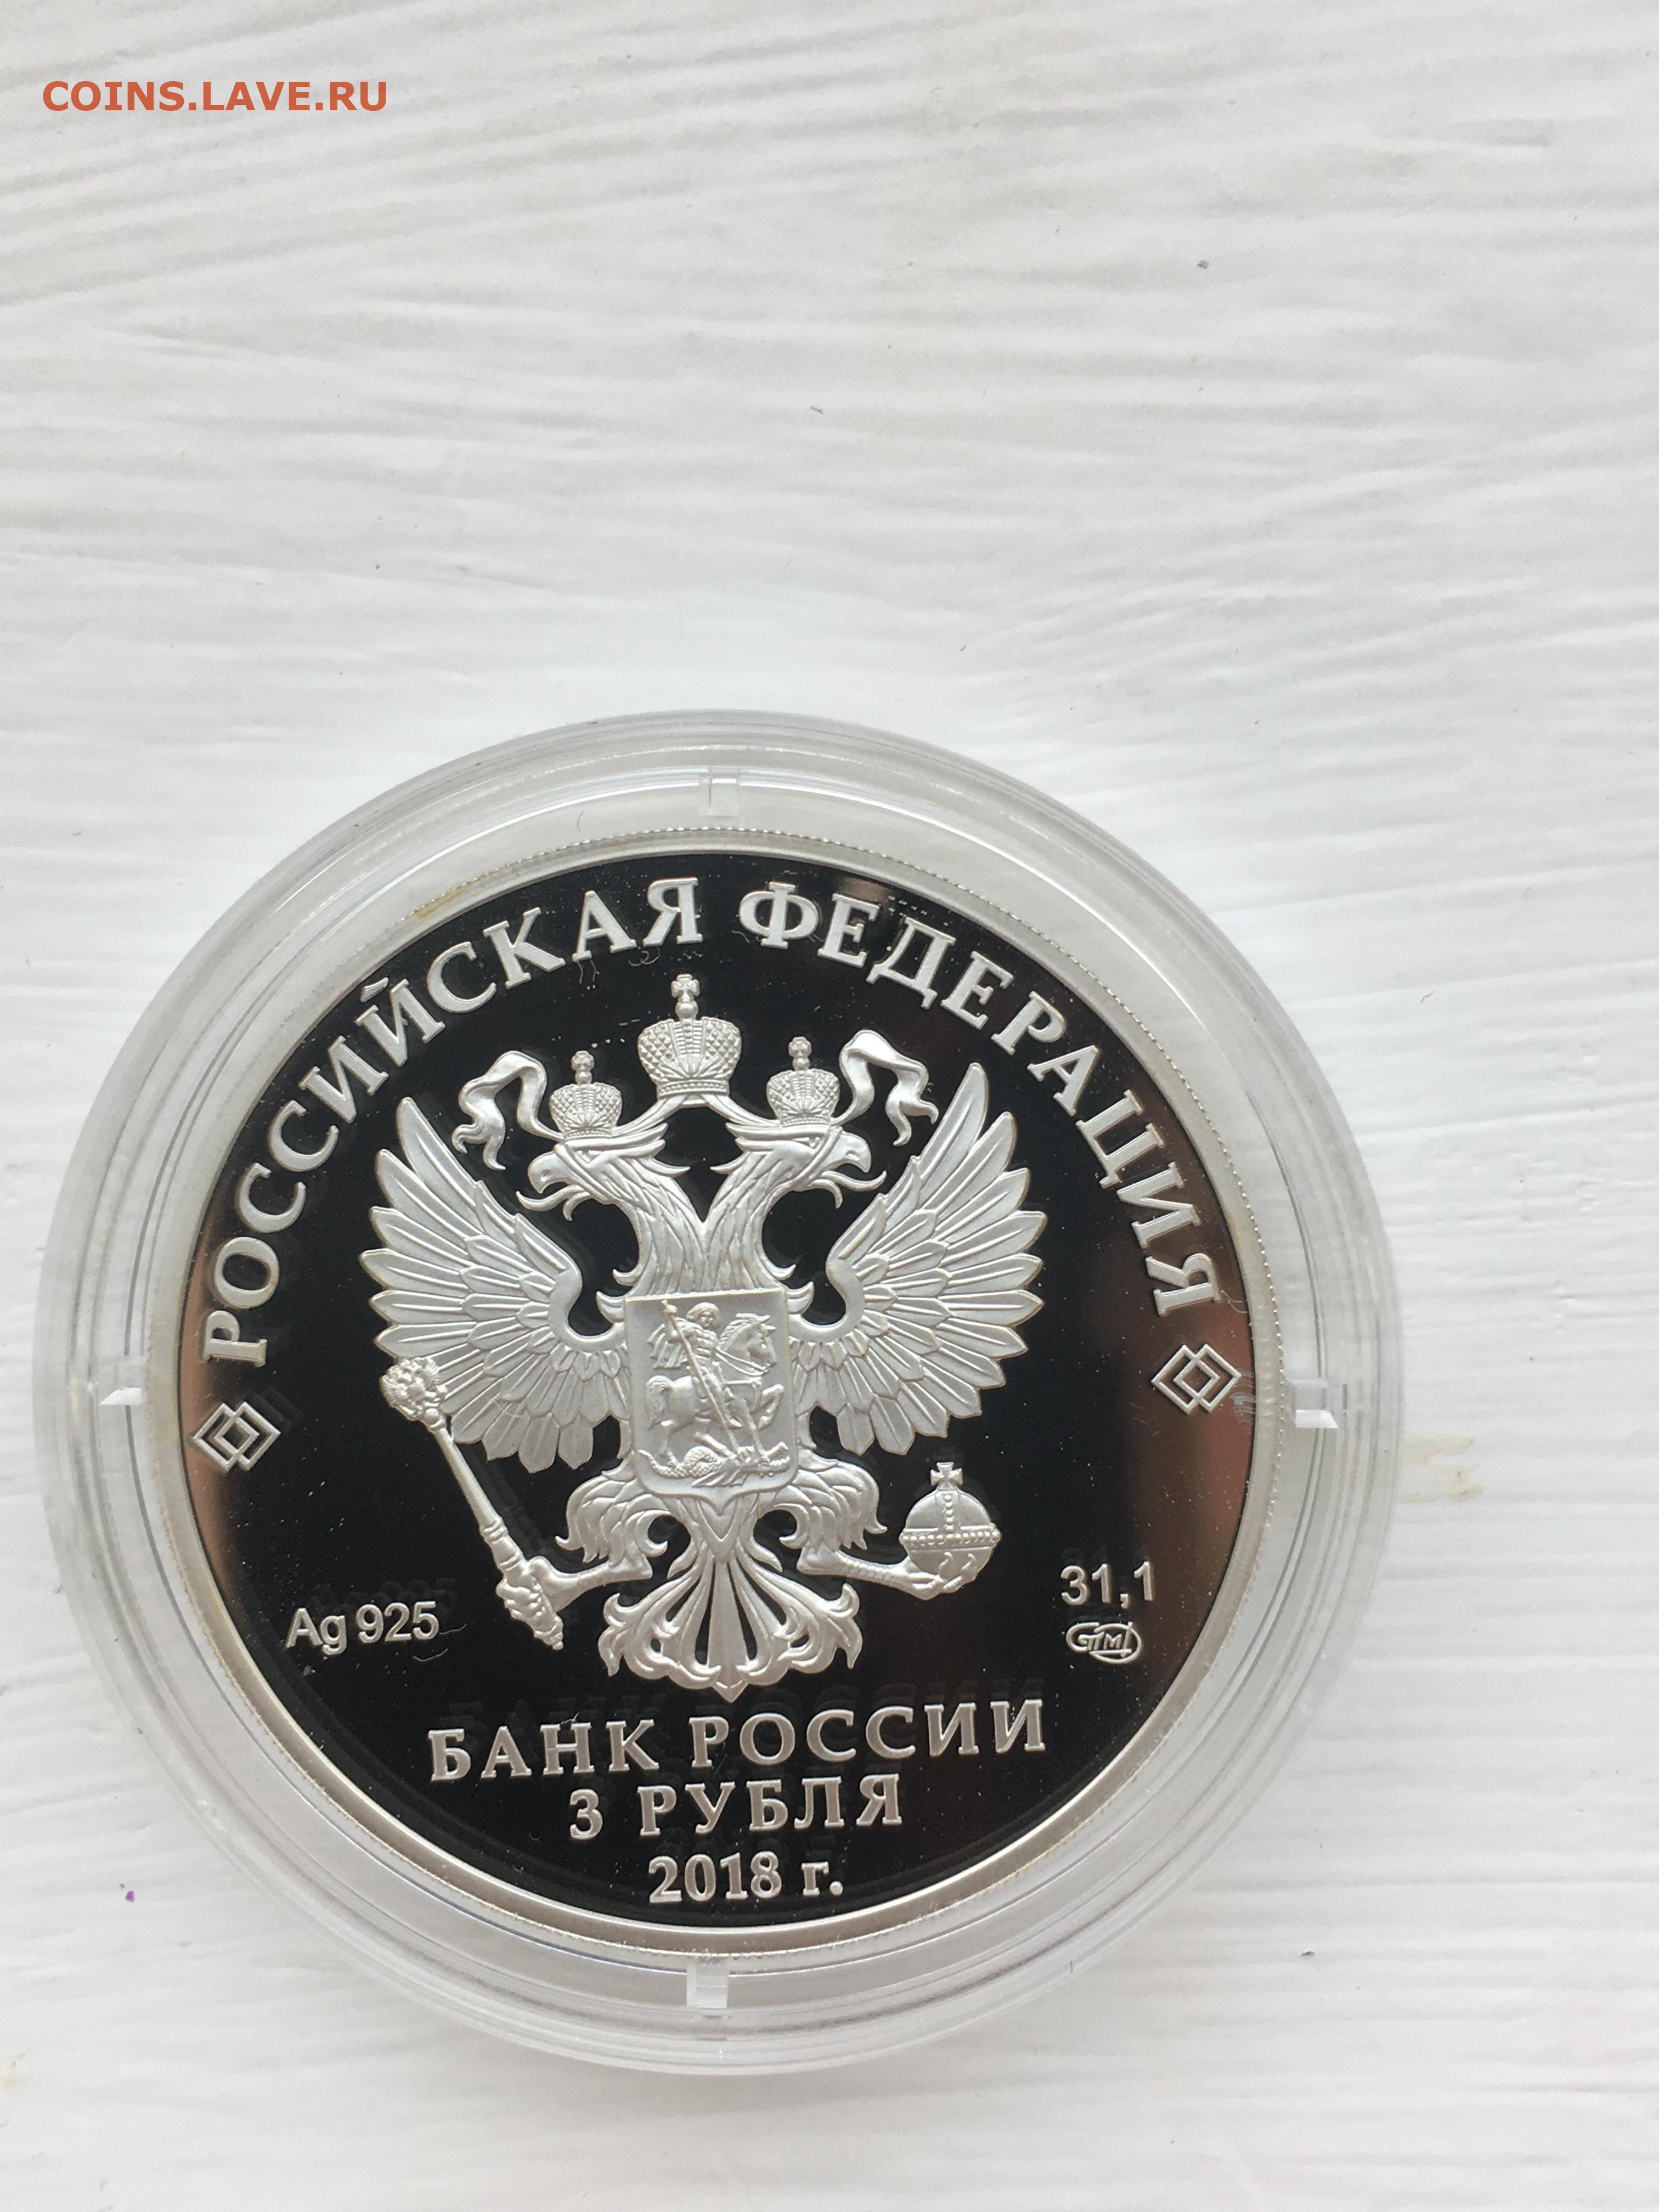 COINS.LAVE.RU
РОССИЙСКАЯ ФЕДЕРАЦИЯ
Ag 925
31,1
СПМД
БАНК РОССИИ
3 РУБЛЯ
2018 г.